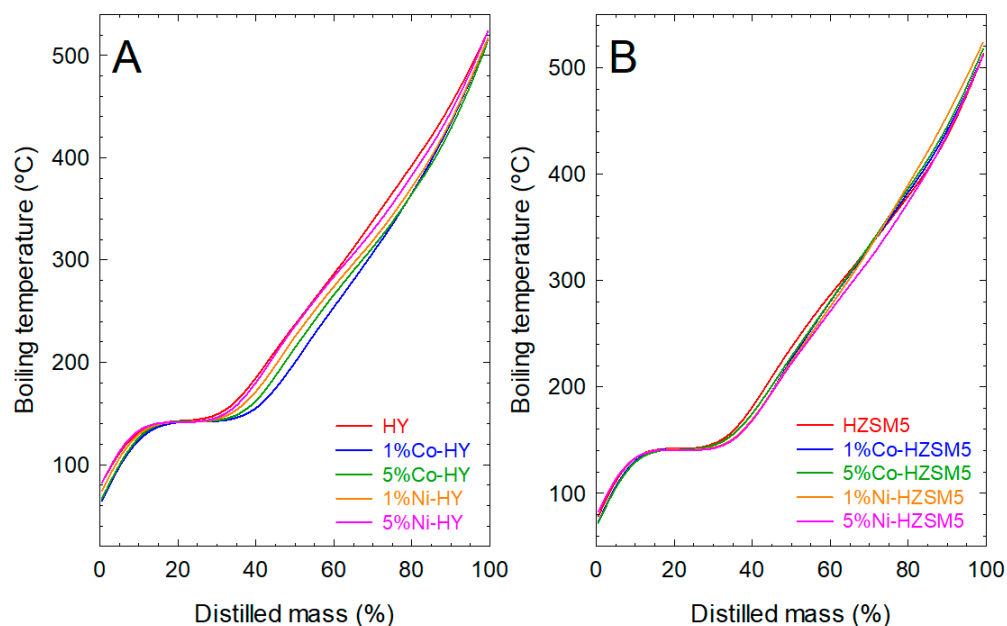 A
Boiling temperature (ºC)
500
400
300
200
100
HY
1%Co-HY
5%Co-HY
1%Ni-HY
5%Ni-HY
0 20 40 60 80 100
Distilled mass (%)
B
Boiling temperature (ºC)
500
400
300
200
100
HZSM5
1%Co-HZSM5
5%Co-HZSM5
1%Ni-HZSM5
5%Ni-HZSM5
0 20 40 60 80 100
Distilled mass (%)